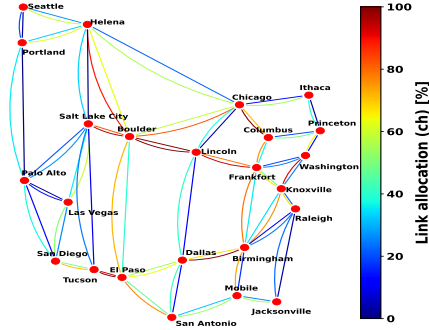 Seattle
Helena
Portland
Chicago
Ithaca
Salt Lake City
Boulder
Columbus
Princeton
Lincoln
Washington
Palo Alto
Frankfort
Knoxville
Las Vegas
Raleigh
San Diego
Dallas
Birmingham
Tucson
El Paso
Mobile
Jacksonville
San Antonio
100
80
60
40
20
0
Link allocation (ch) [%]